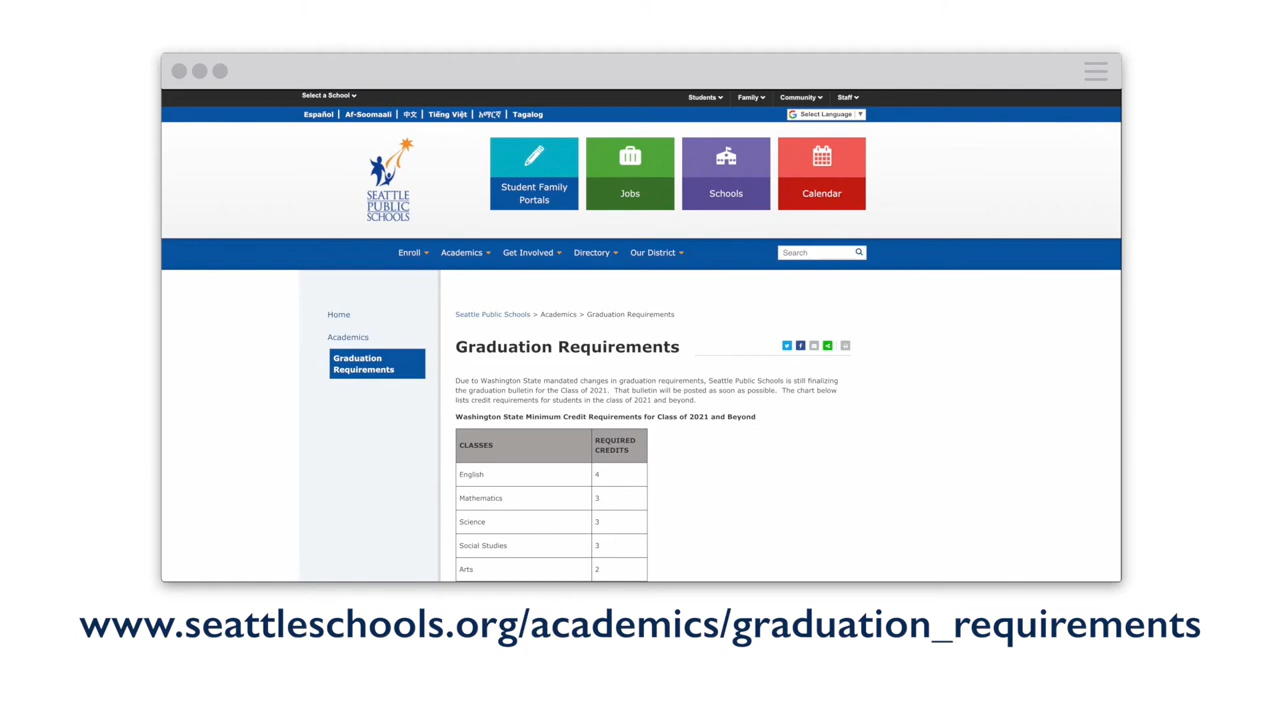 Select a School
Students Family Community Staff
Español | Af-Soomaali | 中文 | Tiếng Việt | አማርኛ | Tagalog
G Select Language
Student Family
Portals
Jobs
Schools
Calendar
SEATTLE
PUBLIC
SCHOOLS
Enroll Academics Get Involved Directory Our District
Search
Home
Academics
Graduation
Requirements
Seattle Public Schools > Academics > Graduation Requirements
Graduation Requirements
Due to Washington State mandated changes in graduation requirements, Seattle Public Schools is still finalizing
the graduation bulletin for the Class of 2021. That bulletin will be posted as soon as possible. The chart below
lists credit requirements for students in the class of 2021 and beyond.
Washington State Minimum Credit Requirements for Class of 2021 and Beyond
CLASSES REQUIRED
CREDITS
English 4
Mathematics 3
Science 3
Social Studies 3
Arts 2
www.seattleschools.org/academics/graduation_requirements